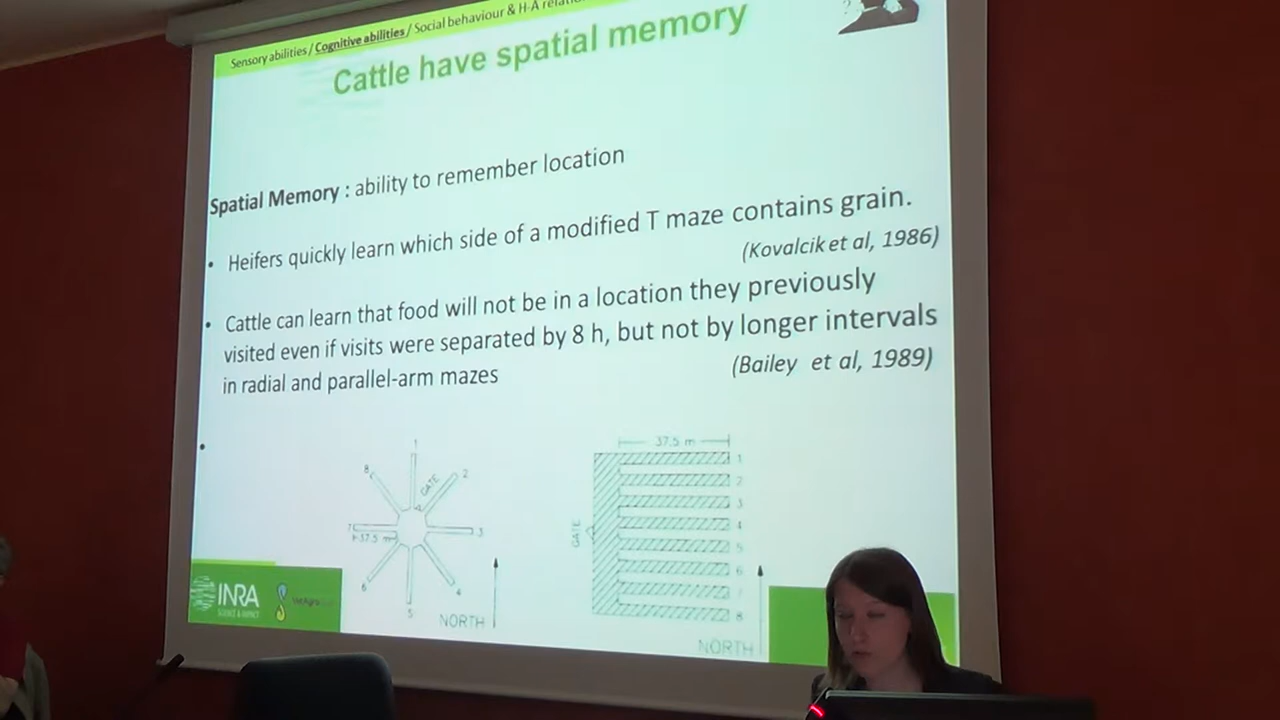 Sensory abilities / Cognitive abilities / Social behaviour & H-A
Cattle have spatial memory
Spatial Memory : ability to remember location
• Heifers quickly learn which side of a modified T maze contains grain.
(Kovalcik et al, 1986)
• Cattle can learn that food will not be in a location they previously
visited even if visits were separated by 8 h, but not by longer intervals
in radial and parallel-arm mazes
(Bailey et al, 1989)
•
1
2
3
4
5
6
7
8
GATE
37.5 m
NORTH
37.5 m
1
2
3
4
5
6
7
8
GATE
NORTH
INRA
SCIENCE & IMPACT
VetAgro